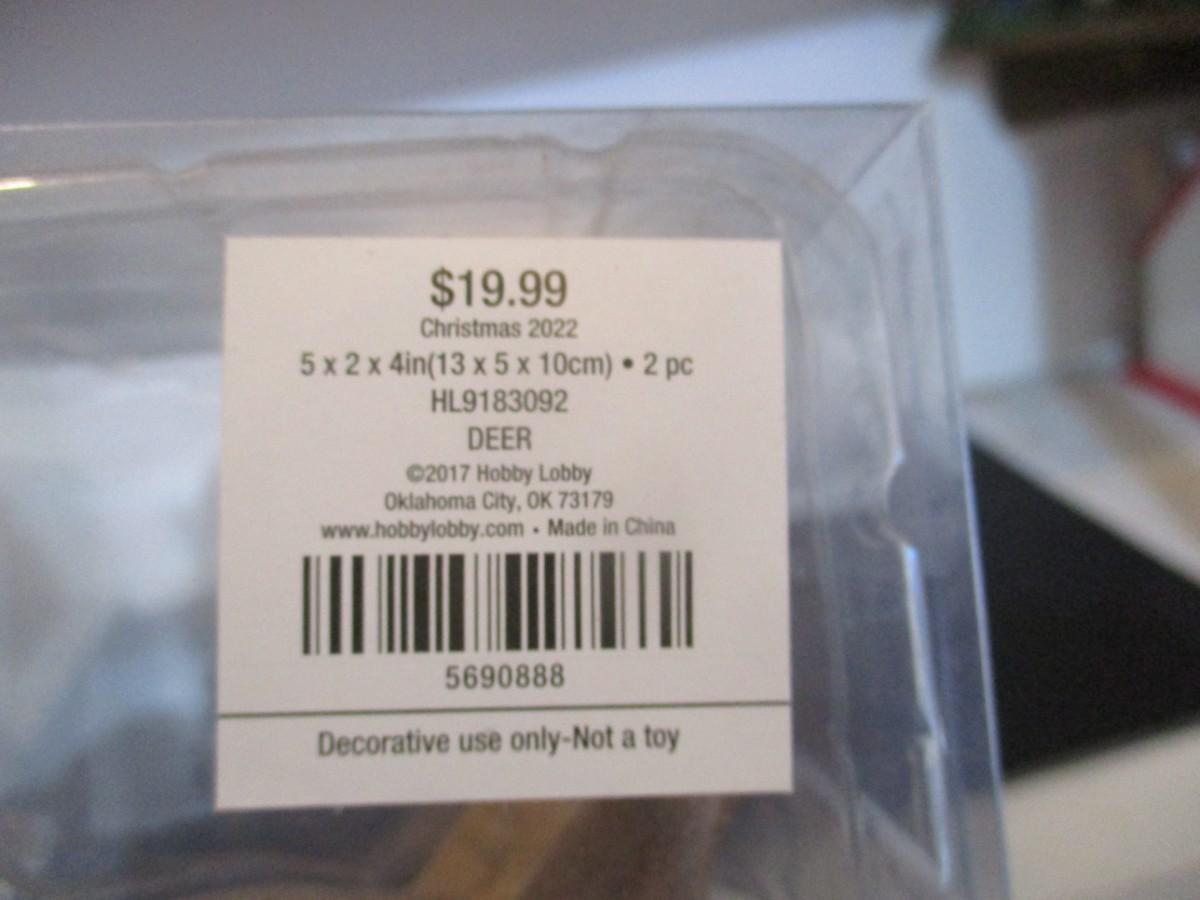 $19.99
Christmas 2022
5 x 2 x 4in(13 x 5 x 10cm) • 2 pc
HL9183092
DEER
©2017 Hobby Lobby
Oklahoma City, OK 73179
www.hobbylobby.com • Made in China
5690888
Decorative use only-Not a toy